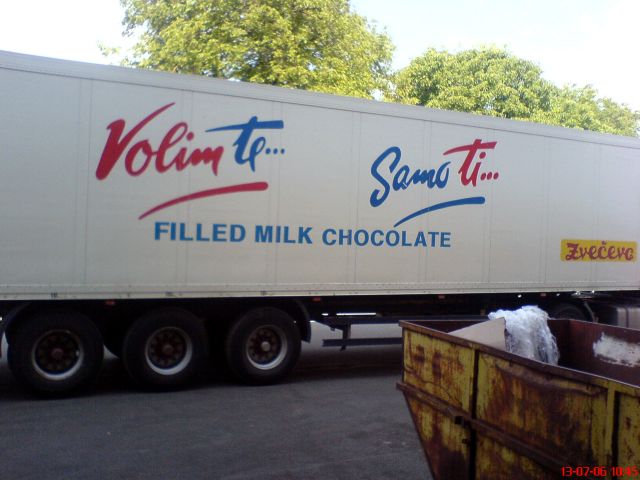 Volim te...
Samo ti...
FILLED MILK CHOCOLATE
Zvečevo
13-07-06 10:45